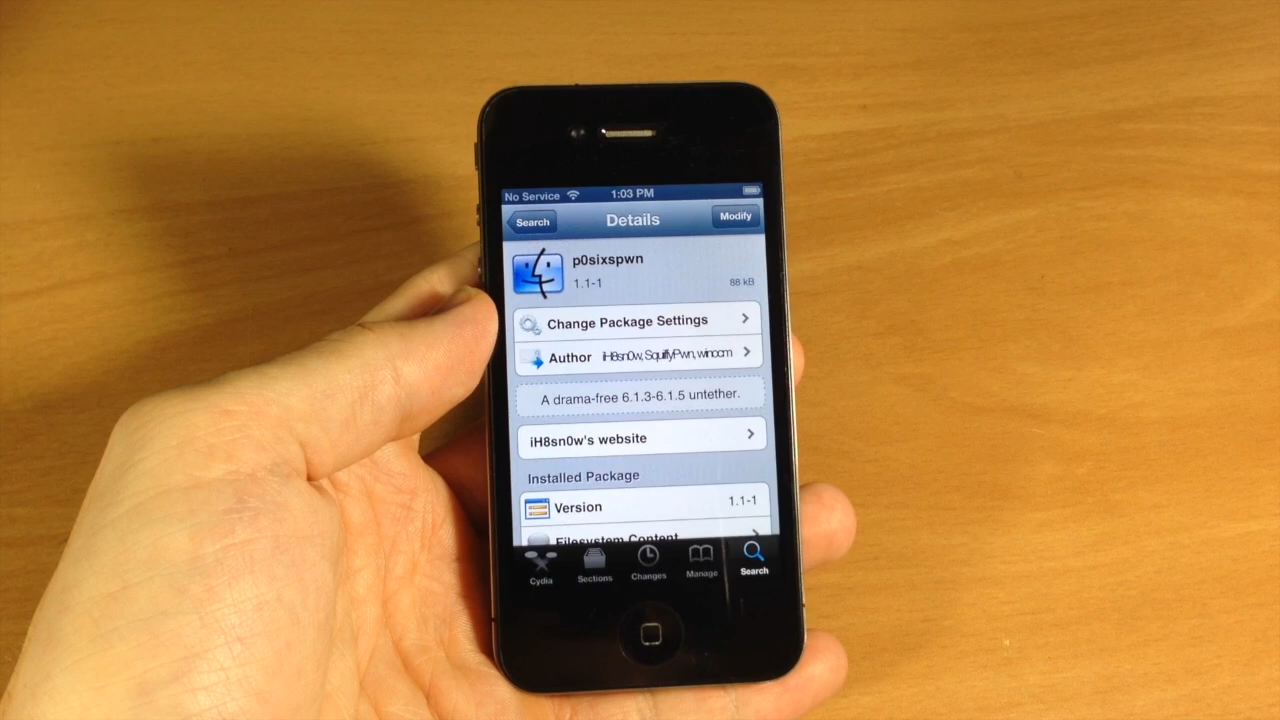 No Service 1:03 PM
Search Details Modify
p0sixspwn
1.1-1 88 kB
Change Package Settings
Author iH8sn0w, SquiffyPwn, winocm
A drama-free 6.1.3-6.1.5 untether.
iH8sn0w's website
Installed Package
Version 1.1-1
Filesystem Content
Cydia Sections Changes Manage Search